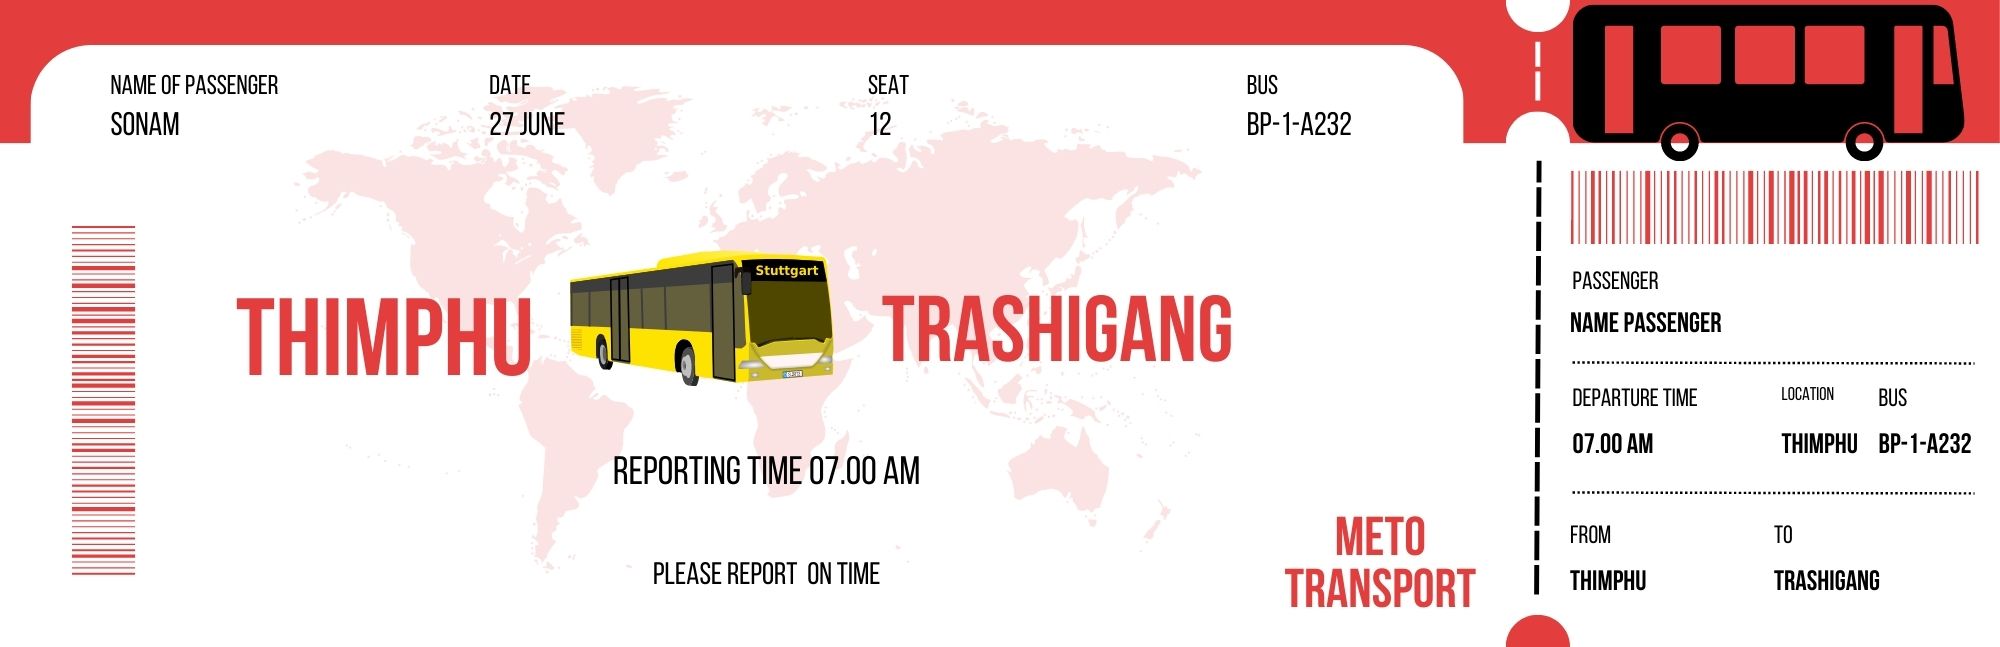 NAME OF PASSENGER
SONAM
DATE
27 JUNE
SEAT
12
BUS
BP-1-A232
THIMPHU
Stuttgart
TRASHIGANG
REPORTING TIME 07.00 AM
PLEASE REPORT ON TIME
METO
TRANSPORT
PASSENGER
NAME PASSENGER
DEPARTURE TIME
07.00 AM
LOCATION
THIMPHU
BUS
BP-1-A232
FROM
THIMPHU
TO
TRASHIGANG